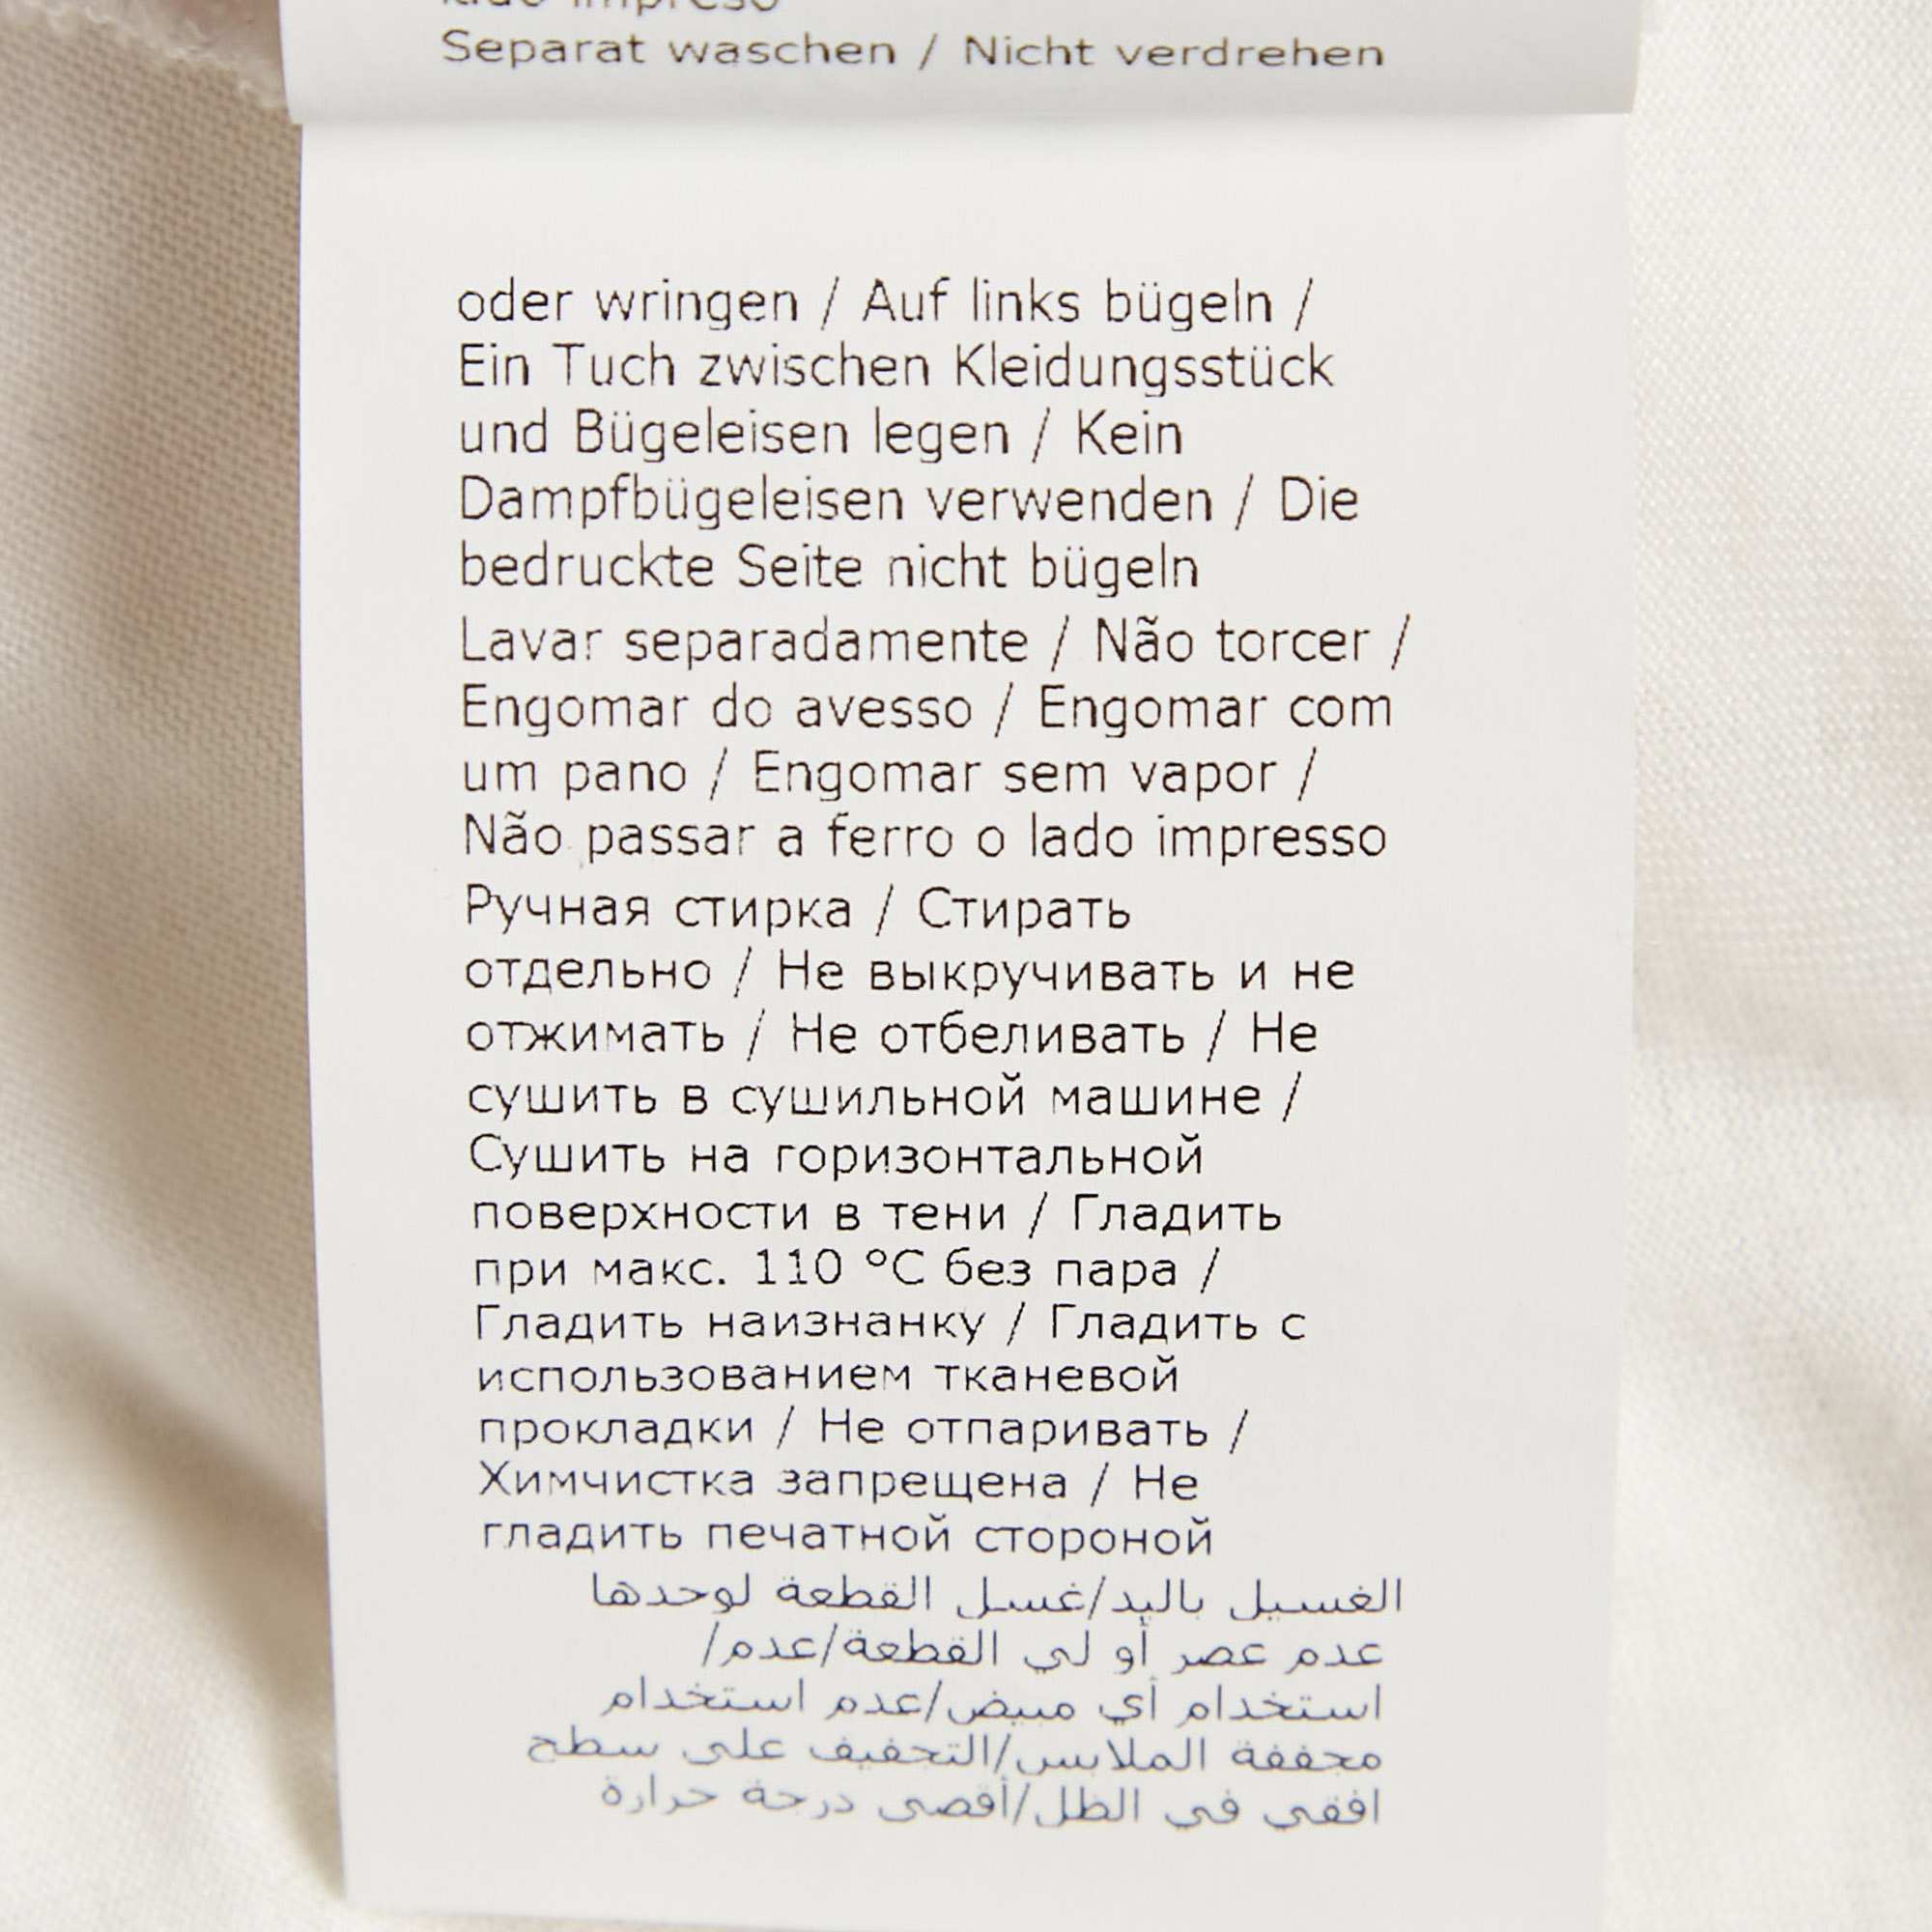 lado impreso
Separat waschen / Nicht verdrehen
oder wringen / Auf links bügeln /
Ein Tuch zwischen Kleidungsstück
und Bügeleisen legen / Kein
Dampfbügeleisen verwenden / Die
bedruckte Seite nicht bügeln
Lavar separadamente / Não torcer /
Engomar do avesso / Engomar com
um pano / Engomar sem vapor /
Não passar a ferro o lado impresso
Ручная стирка / Стирать
отдельно / Не выкручивать и не
отжимать / Не отбеливать / Не
сушить в сушильной машине /
Сушить на горизонтальной
поверхности в тени / Гладить
при макс. 110 °C без пара /
Гладить наизнанку / Гладить с
использованием тканевой
прокладки / Не отпаривать /
Химчистка запрещена / Не
гладить печатной стороной
الغسيل باليد/غسل القطعة لوحدها
عدم عصر أو لي القطعة/عدم/
استخدام أي مبيض/عدم استخدام
مجففة الملابس/التجفيف على سطح
افقي في الظل/أقصى درجة حرارة